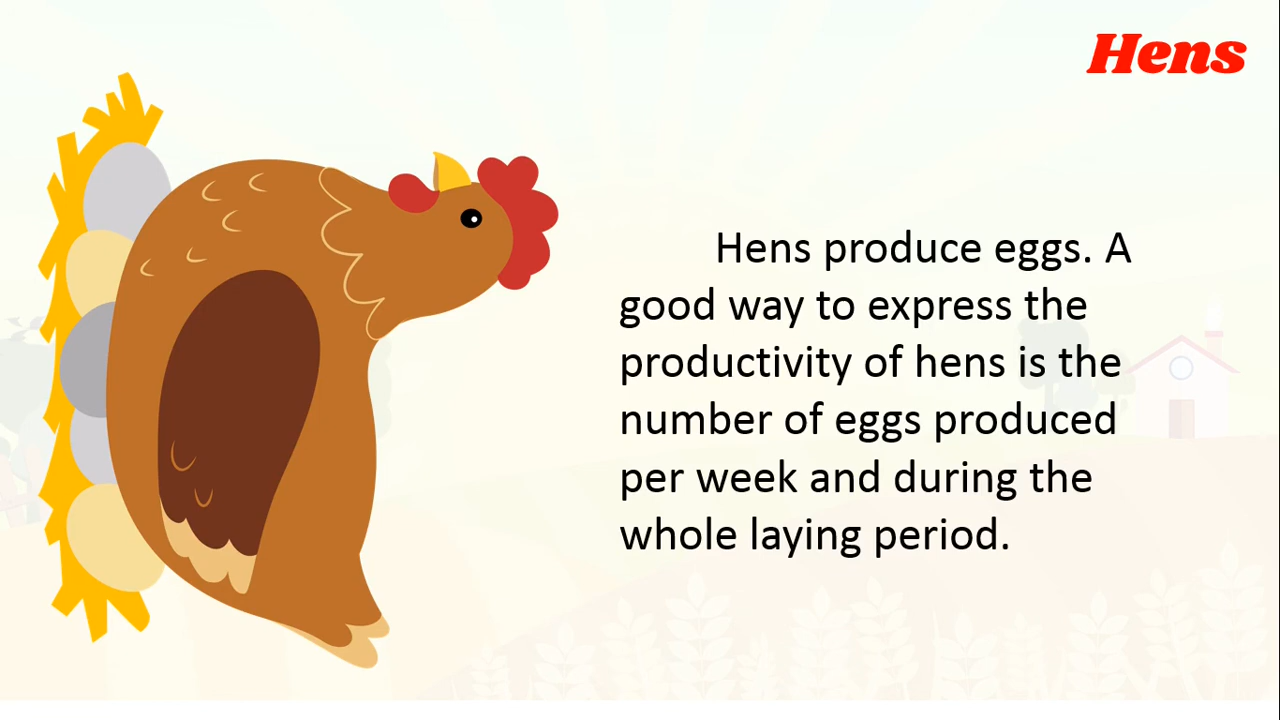 Hens
Hens produce eggs. A
good way to express the
productivity of hens is the
number of eggs produced
per week and during the
whole laying period.